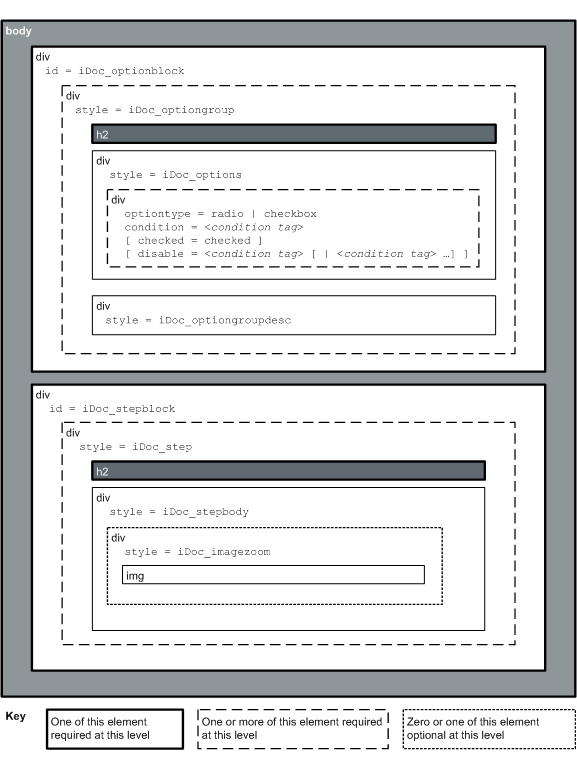 body
div
id = iDoc_optionblock
div
style = iDoc_optiongroup
h2
div
style = iDoc_options
div
optiontype = radio | checkbox
condition = <condition tag>
[ checked = checked ]
[ disable = <condition tag> [ | <condition tag> …] ]
div
style = iDoc_optiongroupdesc
div
id = iDoc_stepblock
div
style = iDoc_step
h2
div
style = iDoc_stepbody
div
style = iDoc_imagezoom
img
Key
One of this element
required at this level
One or more of this element required
at this level
Zero or one of this element
optional at this level